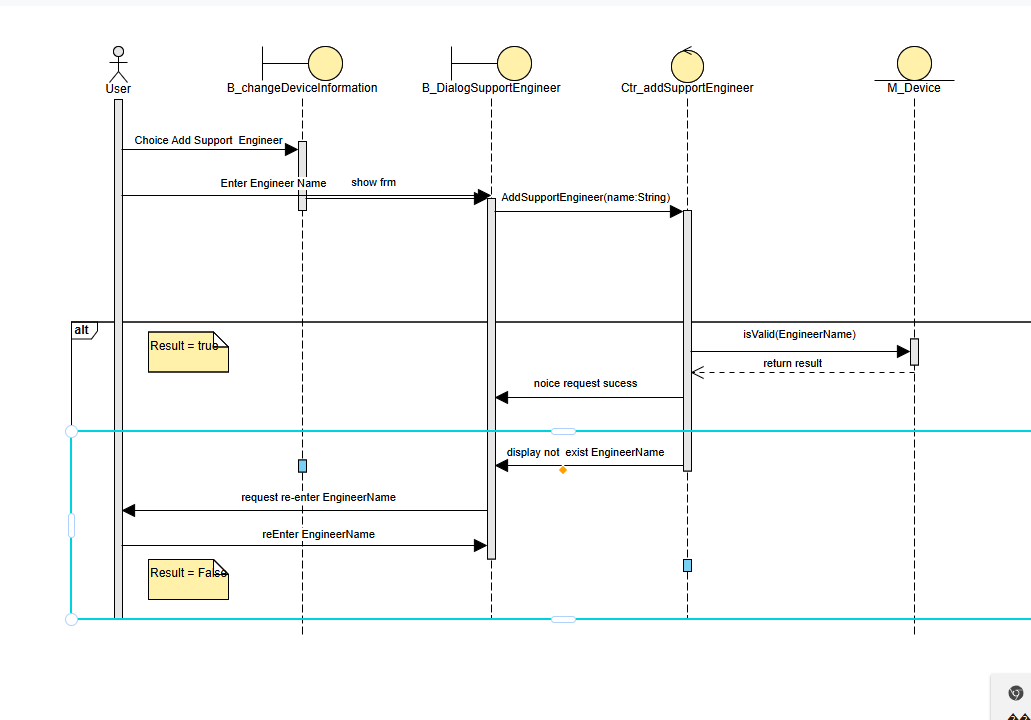 User
B_changeDeviceInformation
B_DialogSupportEngineer
Ctr_addSupportEngineer
M_Device
Choice Add Support  Engineer
Enter Engineer Name
show frm
AddSupportEngineer(name:String)
alt
Result = true
isValid(EngineerName)
return result
noice request sucess
display not  exist EngineerName
request re-enter EngineerName
reEnter EngineerName
Result = False